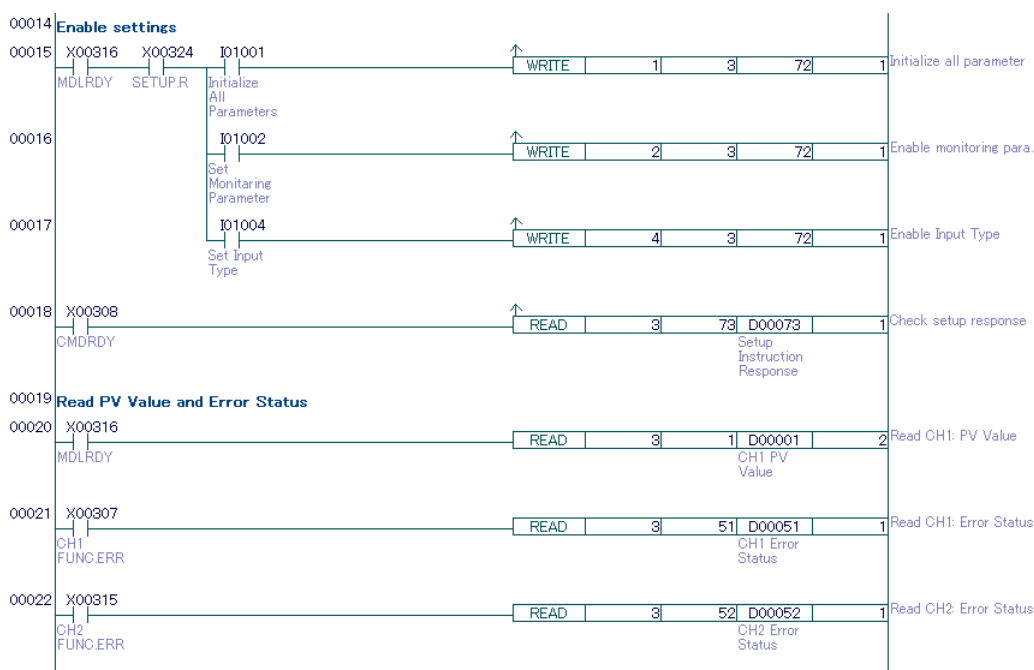 00014 Enable settings
00015 X00316 X00324 I01001
WRITE 1 3 72 1 Initialize all parameter
MDLRDY SETUP.R Initialize
All
Parameters
00016 I01002
WRITE 2 3 72 1 Enable monitoring para.
Set
Monitaring
Parameter
00017 I01004
WRITE 4 3 72 1 Enable Input Type
Set Input
Type
00018 X00308
READ 3 73 D00073 1 Check setup response
CMDRDY Setup
Instruction
Response
00019 Read PV Value and Error Status
00020 X00316
READ 3 1 D00001 2 Read CH1: PV Value
MDLRDY CH1 PV
Value
00021 X00307
READ 3 51 D00051 1 Read CH1: Error Status
CH1 CH1 Error
FUNC.ERR Status
00022 X00315
READ 3 52 D00052 1 Read CH2: Error Status
CH2 CH2 Error
FUNC.ERR Status